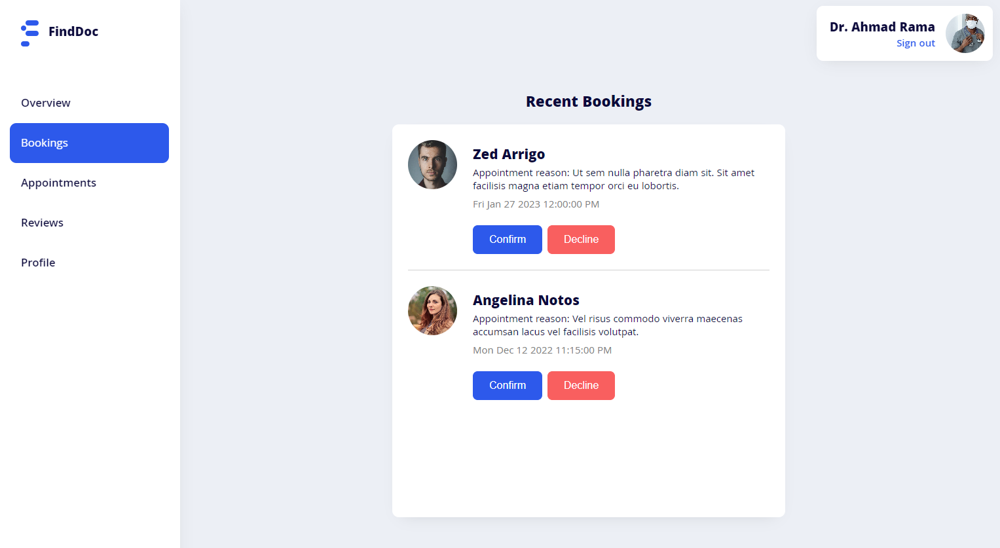 FindDoc
Dr. Ahmad Rama
Sign out
Overview
Bookings
Appointments
Reviews
Profile
Recent Bookings
Zed Arrigo
Appointment reason: Ut sem nulla pharetra diam sit. Sit amet
facilisis magna etiam tempor orci eu lobortis.
Fri Jan 27 2023 12:00:00 PM
Confirm Decline
Angelina Notos
Appointment reason: Vel risus commodo viverra maecenas
accumsan lacus vel facilisis volutpat.
Mon Dec 12 2022 11:15:00 PM
Confirm Decline